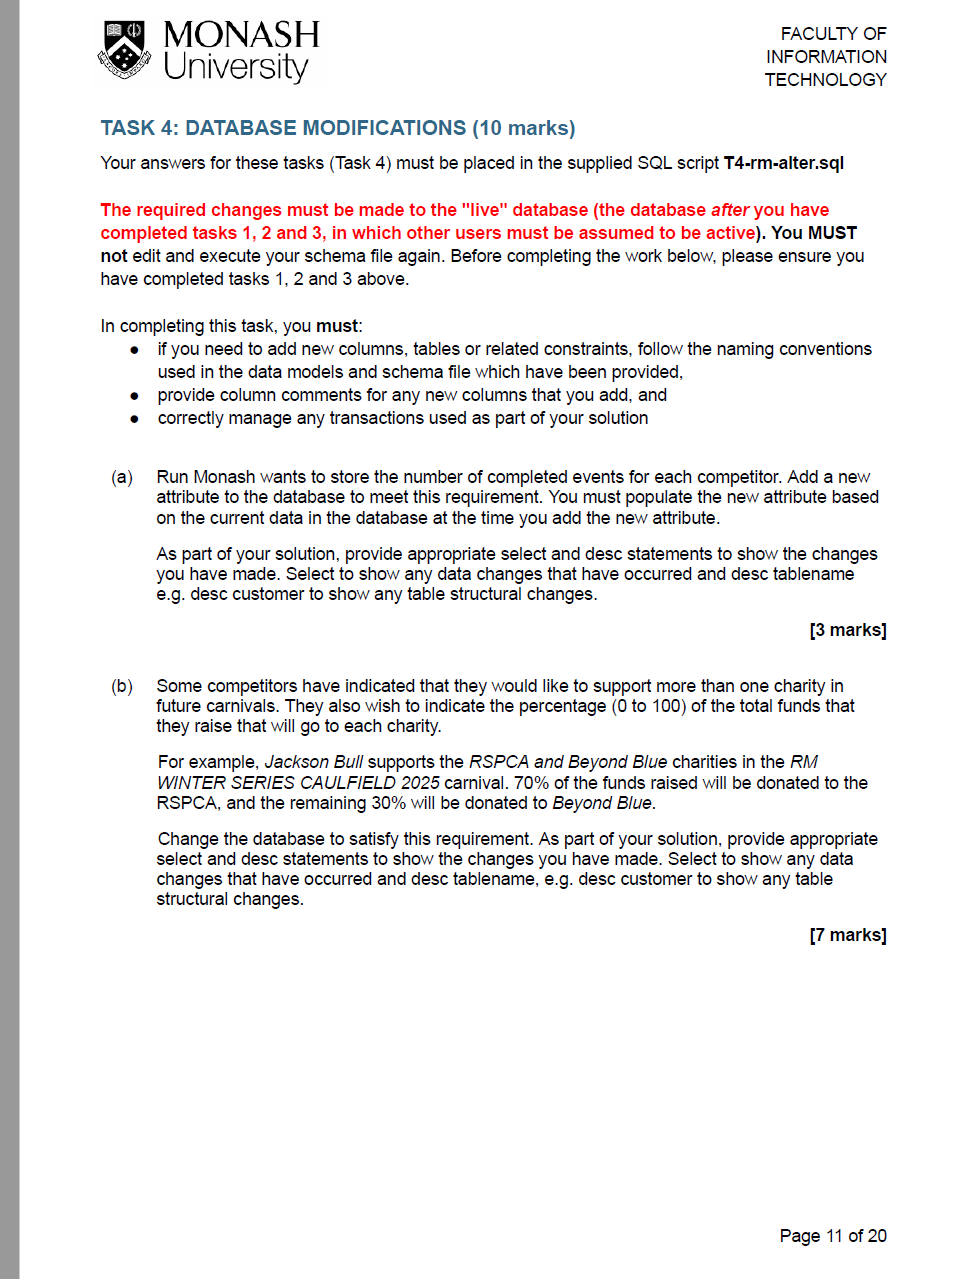 MONASH
University
FACULTY OF
INFORMATION
TECHNOLOGY
TASK 4: DATABASE MODIFICATIONS (10 marks)
Your answers for these tasks (Task 4) must be placed in the supplied SQL script T4-rm-alter.sql
The required changes must be made to the "live" database (the database after you have
completed tasks 1, 2 and 3, in which other users must be assumed to be active). You MUST
not edit and execute your schema file again. Before completing the work below, please ensure you
have completed tasks 1, 2 and 3 above.
In completing this task, you must:
● if you need to add new columns, tables or related constraints, follow the naming conventions
used in the data models and schema file which have been provided,
● provide column comments for any new columns that you add, and
● correctly manage any transactions used as part of your solution
(a) Run Monash wants to store the number of completed events for each competitor. Add a new
attribute to the database to meet this requirement. You must populate the new attribute based
on the current data in the database at the time you add the new attribute.
As part of your solution, provide appropriate select and desc statements to show the changes
you have made. Select to show any data changes that have occurred and desc tablename
e.g. desc customer to show any table structural changes.
[3 marks]
(b) Some competitors have indicated that they would like to support more than one charity in
future carnivals. They also wish to indicate the percentage (0 to 100) of the total funds that
they raise that will go to each charity.
For example, Jackson Bull supports the RSPCA and Beyond Blue charities in the RM
WINTER SERIES CAULFIELD 2025 carnival. 70% of the funds raised will be donated to the
RSPCA, and the remaining 30% will be donated to Beyond Blue.
Change the database to satisfy this requirement. As part of your solution, provide appropriate
select and desc statements to show the changes you have made. Select to show any data
changes that have occurred and desc tablename, e.g. desc customer to show any table
structural changes.
[7 marks]
Page 11 of 20